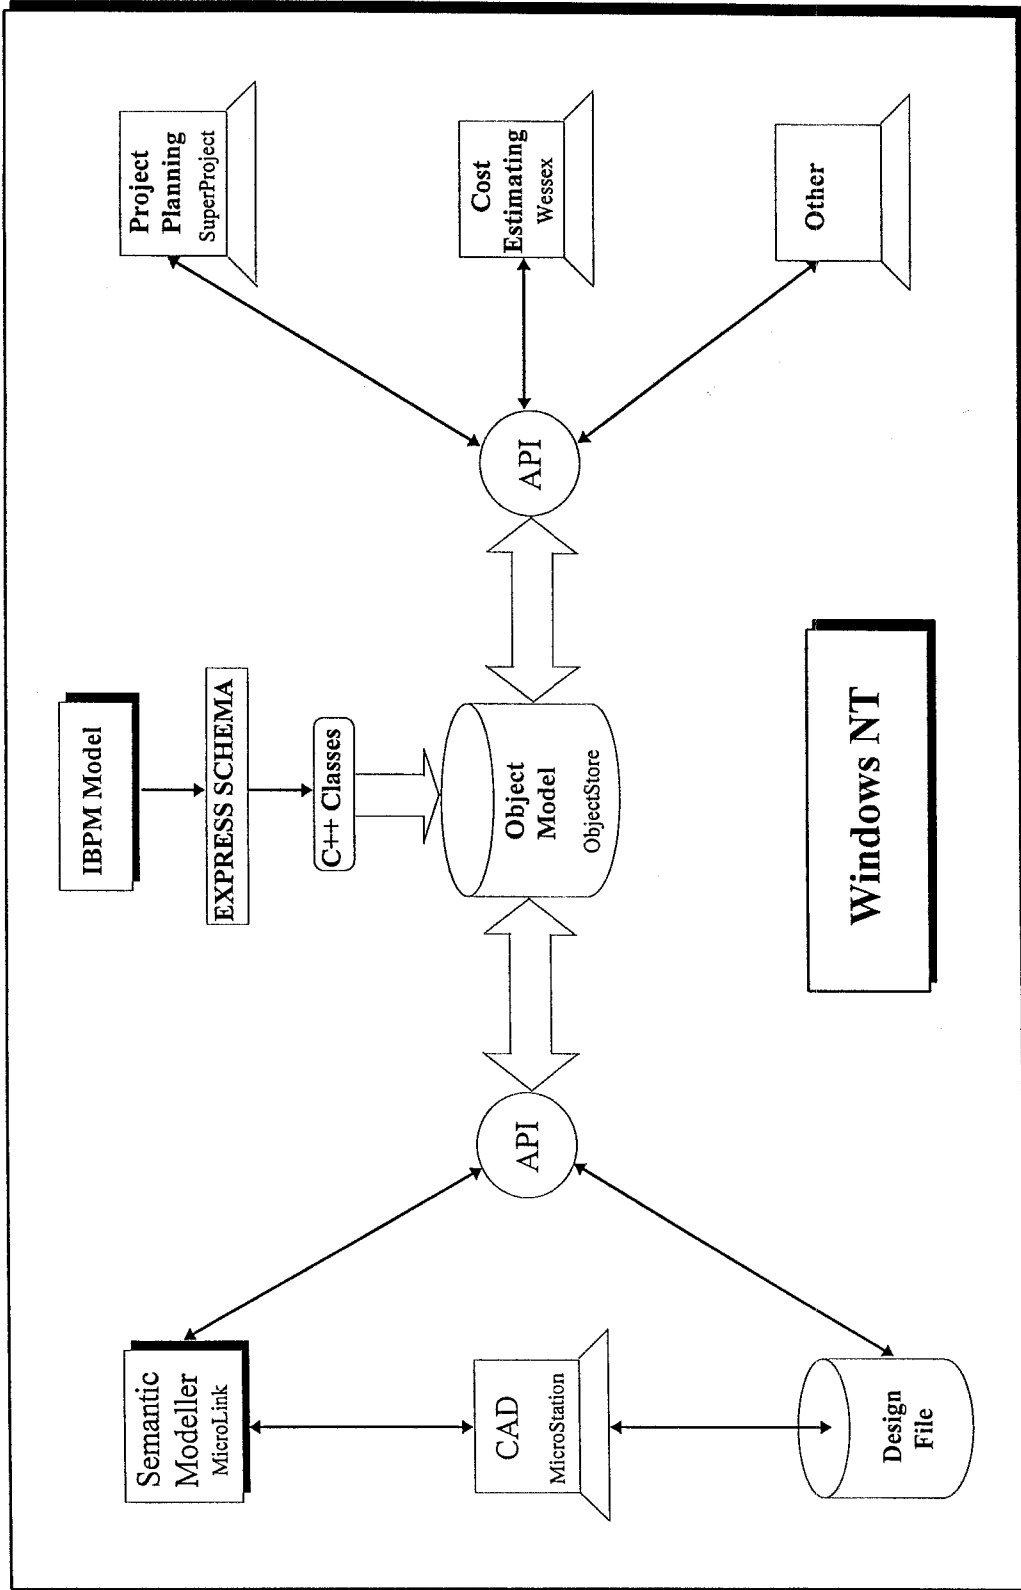 IBPM Model
EXPRESS SCHEMA
C++ Classes
Semantic
Modeller
MicroLink
Project
Planning
SuperProject
CAD
MicroStation
API
Object
Model
ObjectStore
API
Cost
Estimating
Wessex
Design
File
Windows NT
Other